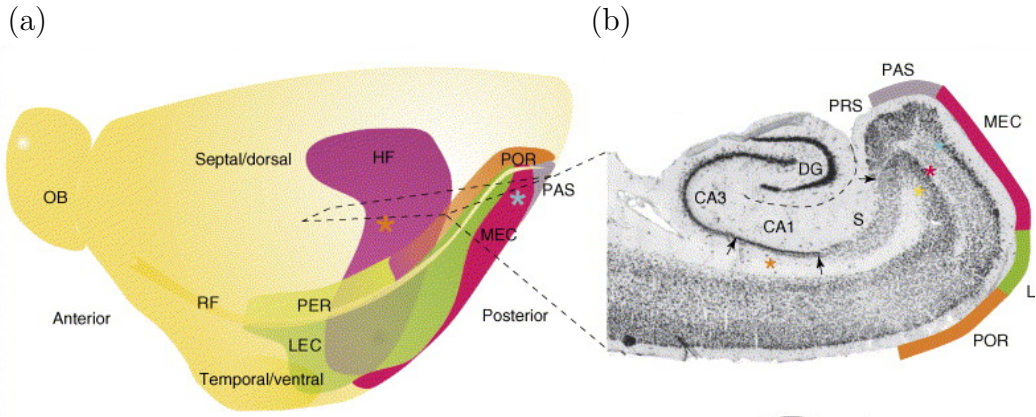 (a)
(b)
Septal/dorsal
HF
POR
PAS
OB
MEC
RF
PER
Anterior
Posterior
LEC
Temporal/ventral
PAS
PRS
MEC
DG
CA3
S
CA1
L
POR